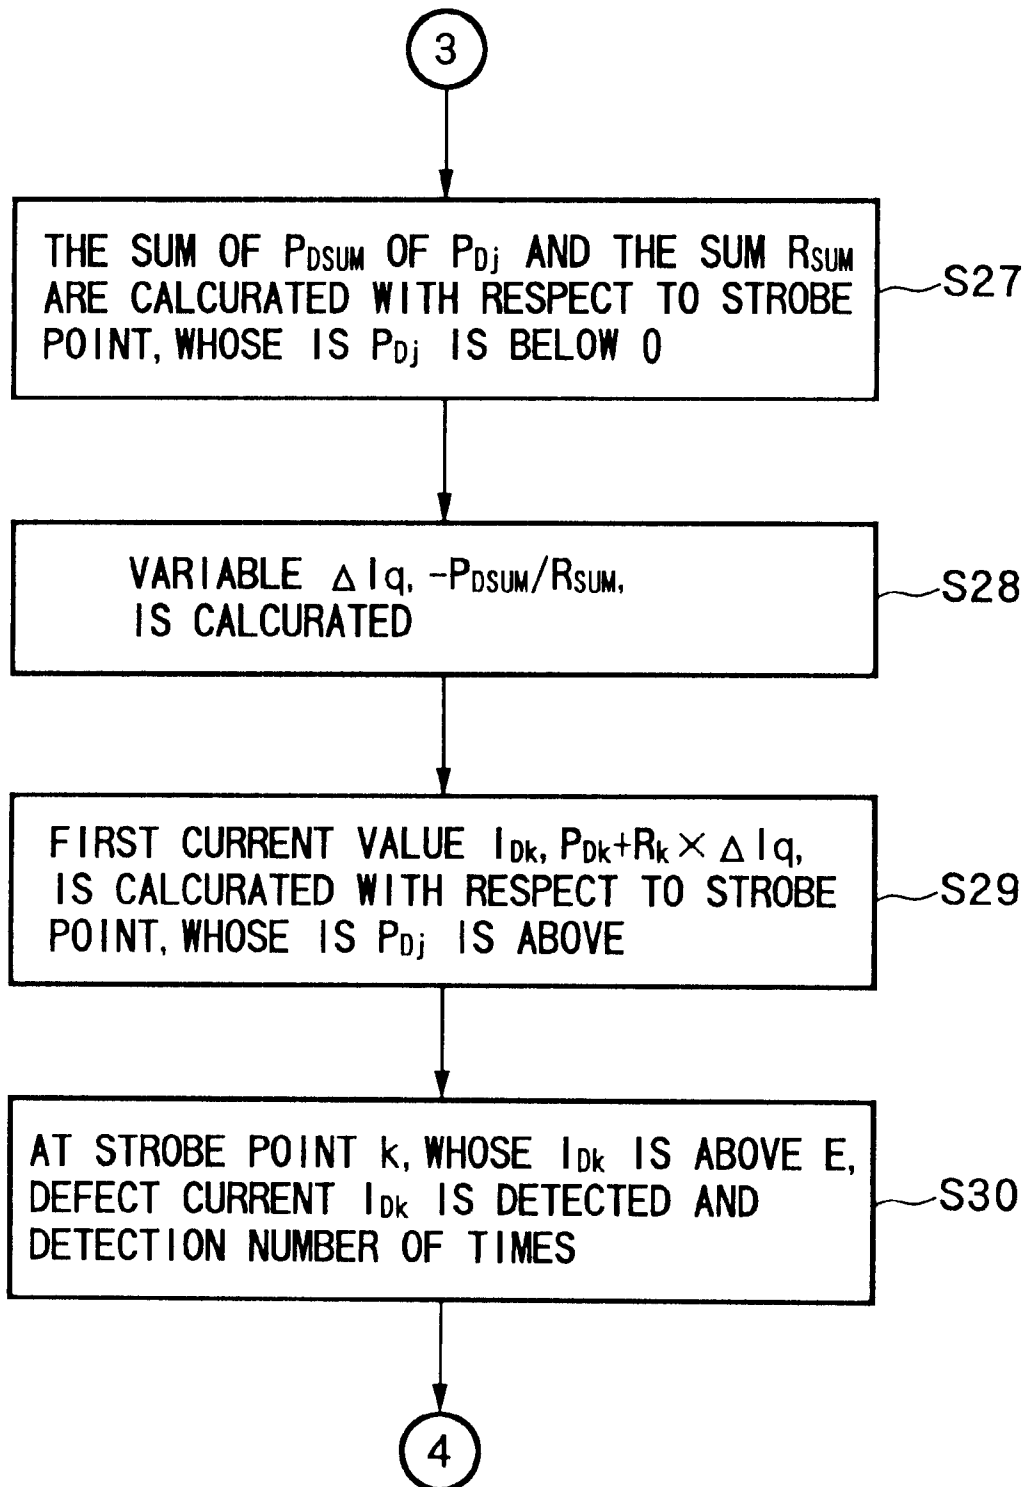 3
THE SUM OF PDSUM OF PDj AND THE SUM RSUM
ARE CALCURATED WITH RESPECT TO STROBE
POINT, WHOSE IS PDj IS BELOW 0
S27
VARIABLE ΔIq, -PDSUM/RSUM,
IS CALCURATED
S28
FIRST CURRENT VALUE IDk, PDk+Rk×ΔIq,
IS CALCURATED WITH RESPECT TO STROBE
POINT, WHOSE IS PDj IS ABOVE
S29
AT STROBE POINT k, WHOSE IDk IS ABOVE E,
DEFECT CURRENT IDk IS DETECTED AND
DETECTION NUMBER OF TIMES
S30
4